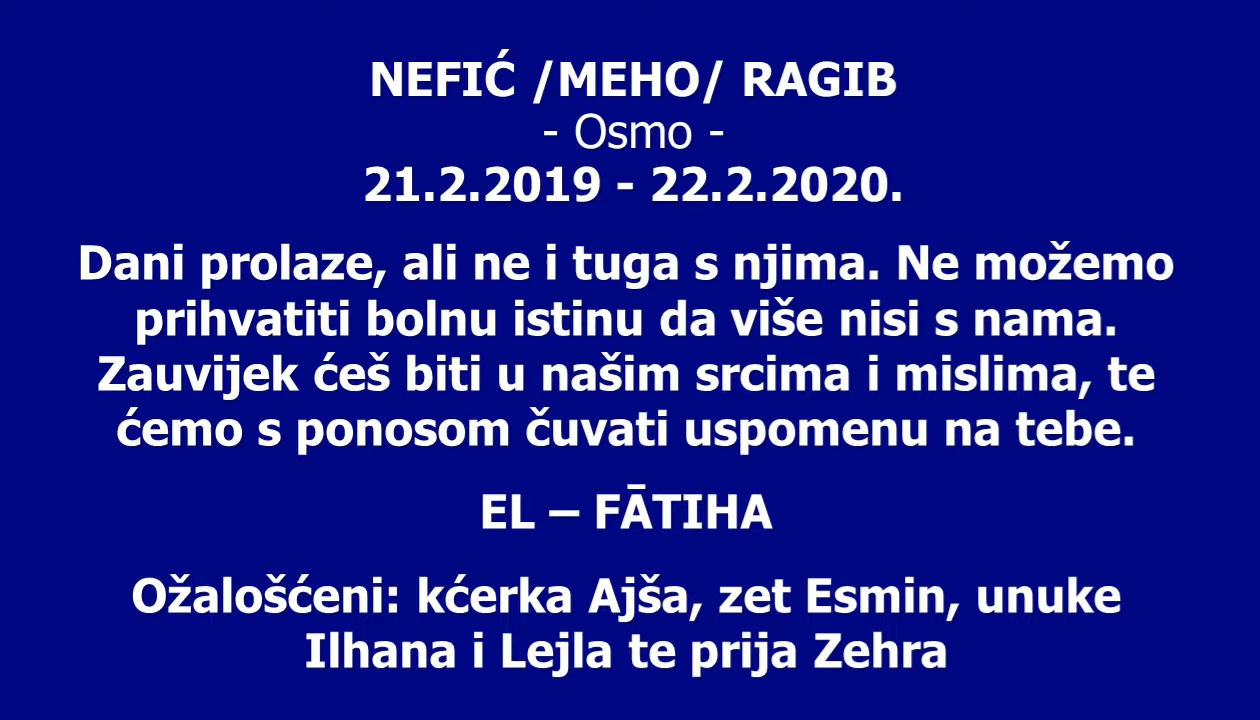 NEFIĆ /MEHO/ RAGIB
- Osmo -
21.2.2019 - 22.2.2020.
Dani prolaze, ali ne i tuga s njima. Ne možemo
prihvatiti bolnu istinu da više nisi s nama.
Zauvijek ćeš biti u našim srcima i mislima, te
ćemo s ponosom čuvati uspomenu na tebe.
EL – FĀTIHA
Ožalošćeni: kćerka Ajša, zet Esmin, unuke
Ilhana i Lejla te prija Zehra